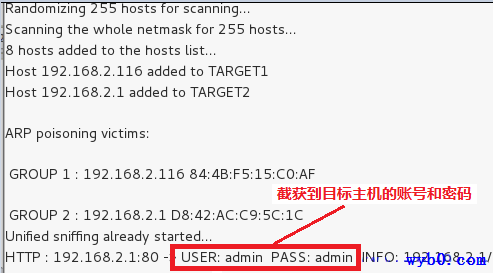 Randomizing 255 hosts for scanning...
Scanning the whole netmask for 255 hosts...
8 hosts added to the hosts list...
Host 192.168.2.116 added to TARGET1
Host 192.168.2.1 added to TARGET2
ARP poisoning victims:
GROUP 1 : 192.168.2.116 84:4B:F5:15:C0:AF
截获到目标主机的账号和密码
GROUP 2 : 192.168.2.1 D8:42:AC:C9:5C:1C
Unified sniffing already started...
HTTP : 192.168.2.1:80 -> USER: admin PASS: admin INFO: 192.168.2.1/
www.wyb0.com